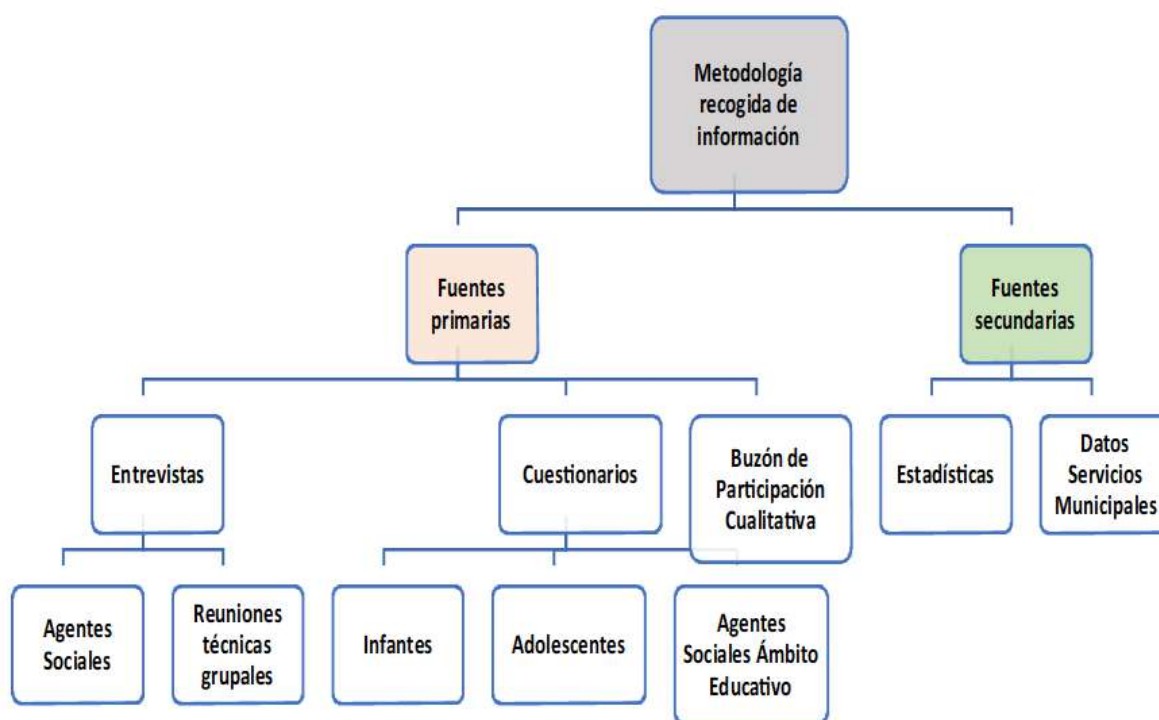 Metodología
recogida de
información
Fuentes
primarias
Fuentes
secundarias
Entrevistas
Cuestionarios
Buzón de
Participación
Cualitativa
Estadísticas
Datos
Servicios
Municipales
Agentes
Sociales
Reuniones
técnicas
grupales
Infantes
Adolescentes
Agentes
Sociales Ámbito
Educativo